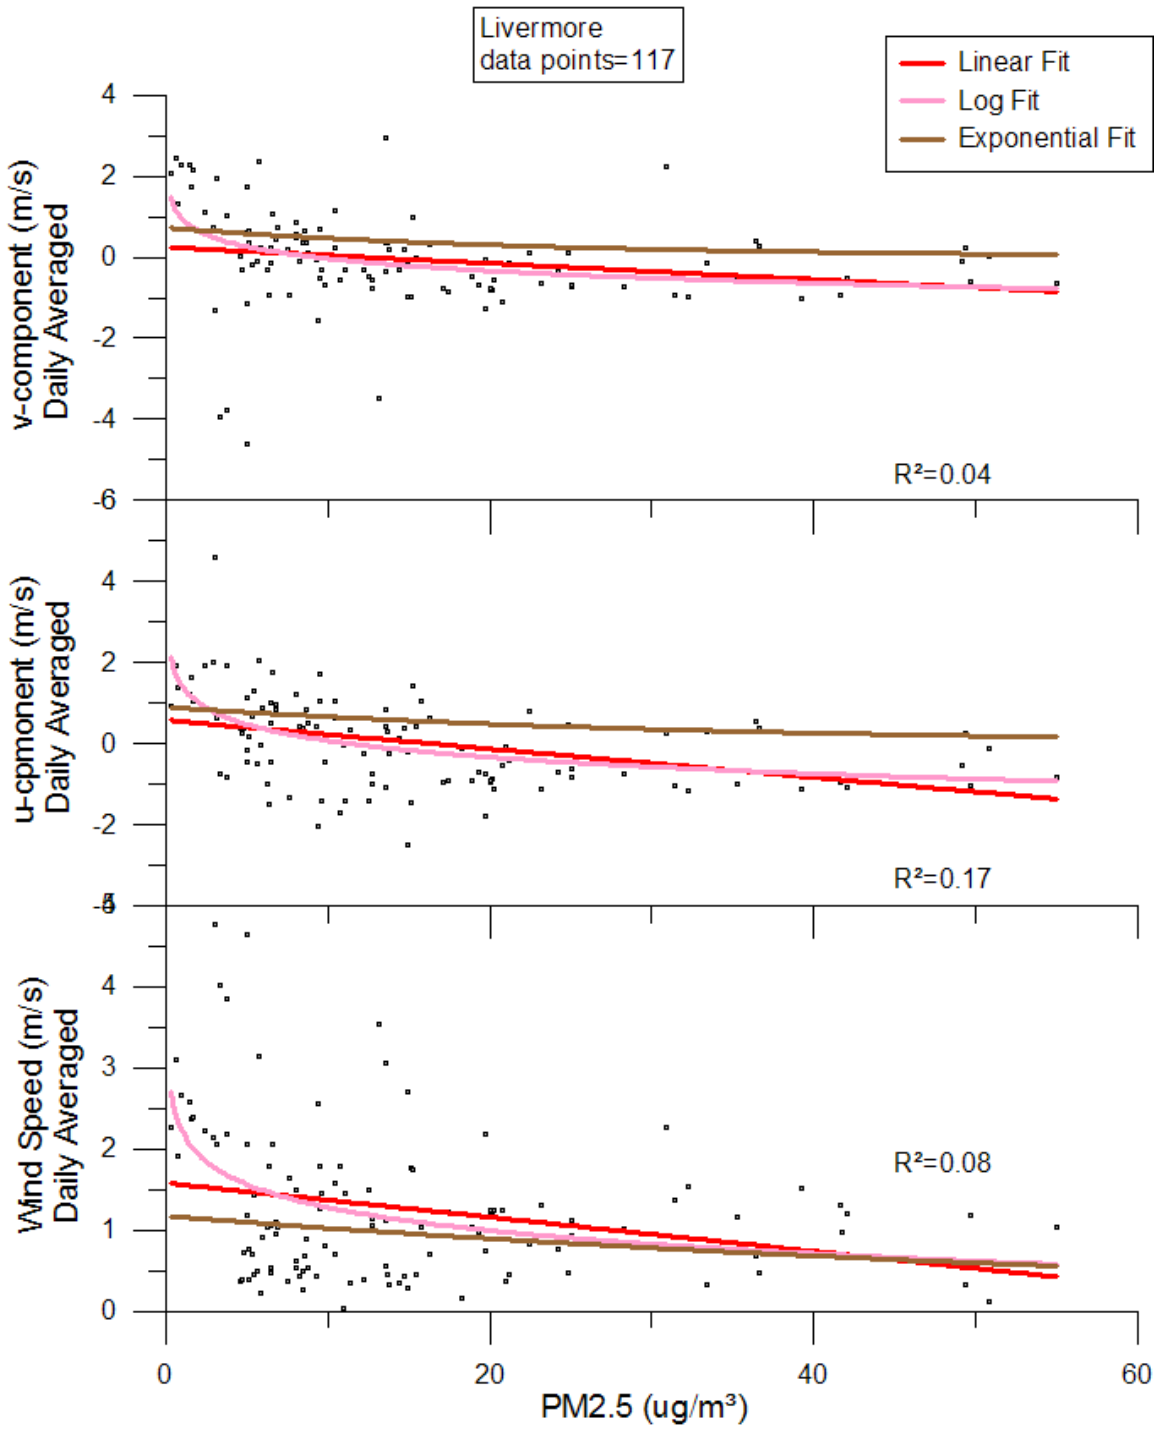 Livermore
data points=117
Linear Fit
Log Fit
Exponential Fit
v-component (m/s)
Daily Averaged
4
2
0
-2
-4
-6
R²=0.04
u-cpmonent (m/s)
Daily Averaged
4
2
0
-2
R²=0.17
Wind Speed (m/s)
Daily Averaged
4
3
2
1
0
R²=0.08
0
20
40
60
PM2.5 (ug/m³)